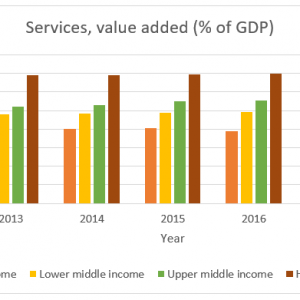 Services, value added (% of GDP)
2013 2014 2015 2016
Year
ome Lower middle income Upper middle income H